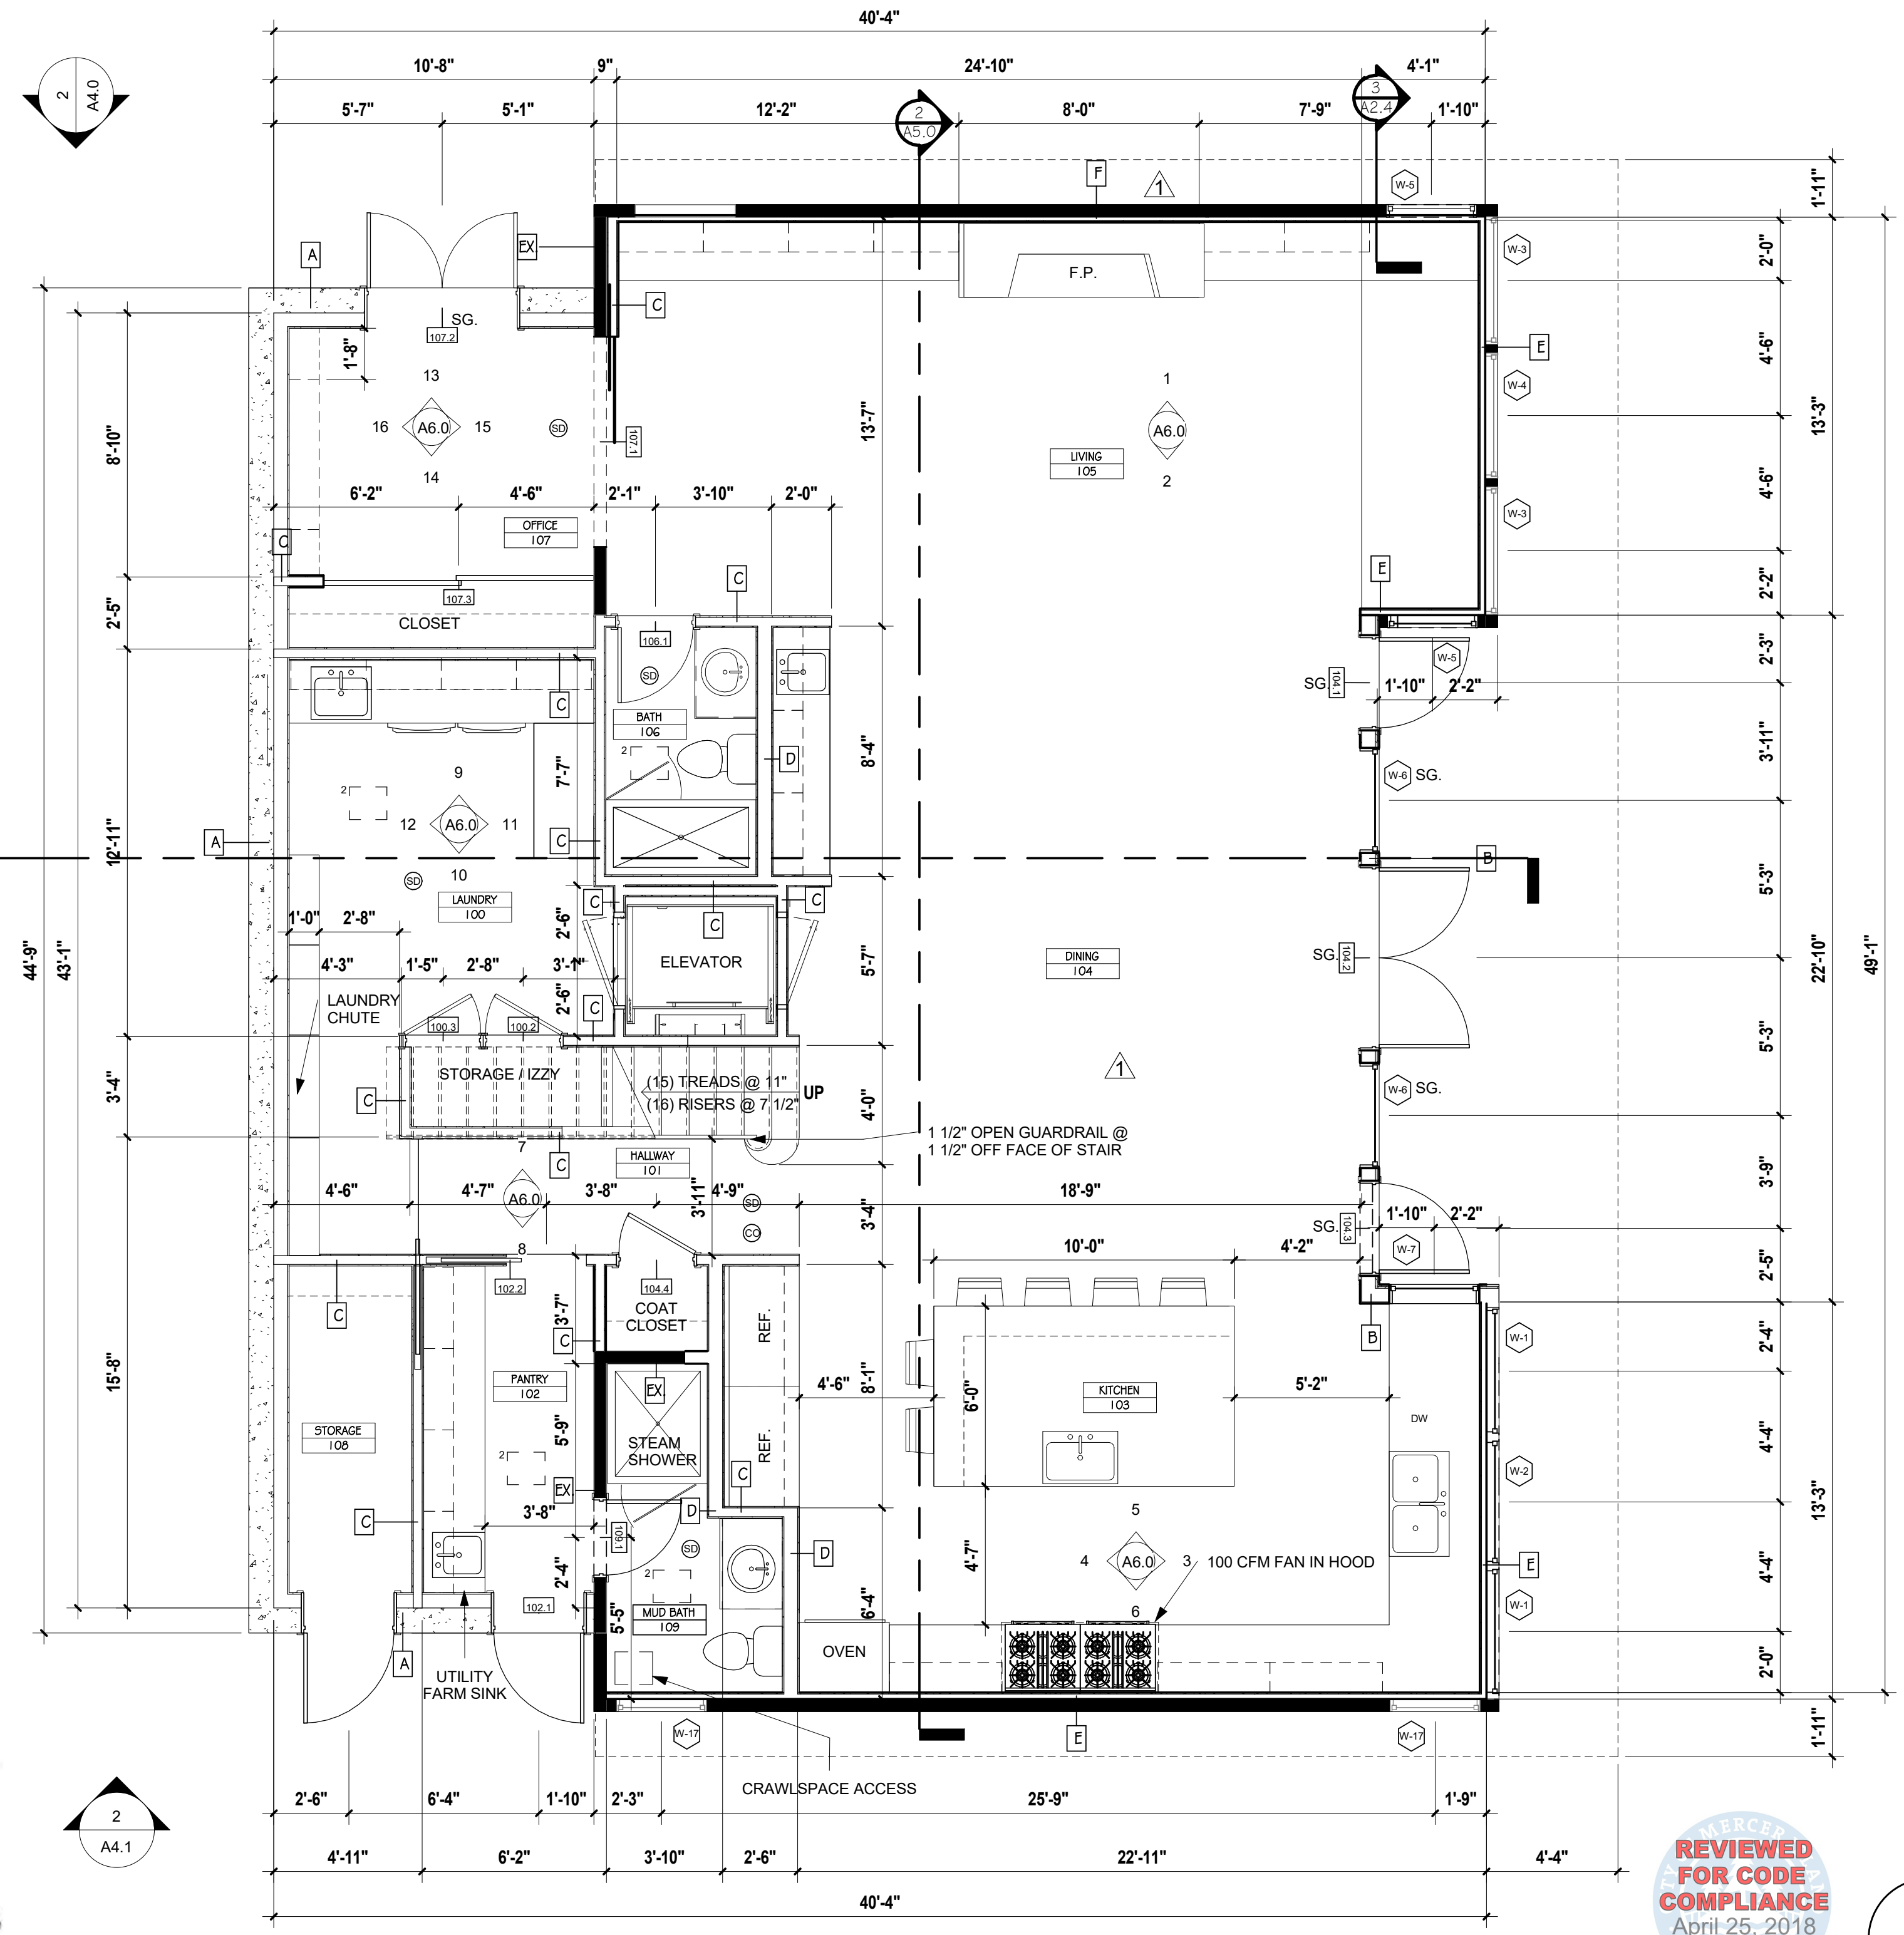 40'-4"
10'-8" 9" 24'-10" 4'-1"
5'-7" 5'-1" 12'-2" 8'-0" 7'-9" 1'-10"
2
A4.0
2
A5.0
3
A2.4
F
1
W-5
1'-11"
A
EX
C
F.P.
W-3
2'-0"
SG.
107.2
1'-8"
E
4'-6"
W-4
13
16 A6.0 15
14
SD
107.1
1
A6.0
2
LIVING
105
13'-7"
8'-10"
13'-3"
4'-6"
W-3
6'-2" 4'-6" 2'-1" 3'-10" 2'-0"
OFFICE
107
C
C
E
2'-2"
107.3
CLOSET
2'-5"
106.1
SD
C
BATH
106
2
D
SG.
104.1
W-5
1'-10" 2'-2"
2'-3"
3'-11"
7'-7"
8'-4"
W-6 SG.
2
9
12 A6.0 11
10
SD
C
A
12'-11"
B
LAUNDRY
100
C
C
C
44'-9"
43'-1"
1'-0" 2'-8"
2'-6"
ELEVATOR
5'-7"
DINING
104
SG.
104.2
5'-3"
22'-10"
49'-1"
4'-3" 1'-5" 2'-8" 3'-1"
2'-6"
C
LAUNDRY
CHUTE
100.3
100.2
STORAGE / IZZY
(15) TREADS @ 11"
(16) RISERS @ 7 1/2"
UP
1
5'-3"
W-6 SG.
3'-4"
C
4'-0"
1 1/2" OPEN GUARDRAIL @
1 1/2" OFF FACE OF STAIR
7
A6.0
8
C
HALLWAY
101
4'-6" 4'-7" 3'-8" 3'-11" 4'-9" 18'-9"
SD
CO
3'-4"
3'-9"
SG.
104.3
1'-10" 2'-2"
W-7
10'-0" 4'-2"
2'-5"
102.2
104.4
COAT
CLOSET
C
3'-7"
C
REF.
REF.
B
W-1
2'-4"
15'-8"
PANTRY
102
EX.
4'-6"
8'-1"
6'-0"
KITCHEN
103
5'-2"
DW
STORAGE
108
2
5'-9"
STEAM
SHOWER
C
W-2
4'-4"
EX.
D
C
3'-8"
109.1
SD
2
D
13'-3"
5
4 A6.0 3
6
4'-7"
100 CFM FAN IN HOOD
E
4'-4"
2'-4"
102.1
5'-5"
MUD BATH
109
6'-4"
OVEN
W-1
2'-0"
A
UTILITY
FARM SINK
W-17
E
W-17
1'-11"
CRAWLSPACE ACCESS
2
A4.1
2'-6" 6'-4" 1'-10" 2'-3" 25'-9" 1'-9"
4'-11" 6'-2" 3'-10" 2'-6" 22'-11" 4'-4"
40'-4"
MERCER
REVIEWED
FOR CODE
COMPLIANCE
April 25, 2018